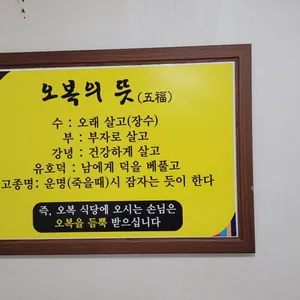 오복의 뜻(五福)
수 : 오래 살고(장수)
부 : 부자로 살고
강녕 : 건강하게 살고
유호덕 : 남에게 덕을 베풀고
고종명: 운명(죽을때)시 잠자는 듯이 한다
즉, 오복 식당에 오시는 손님은
오복을 듬뿍 받으십니다